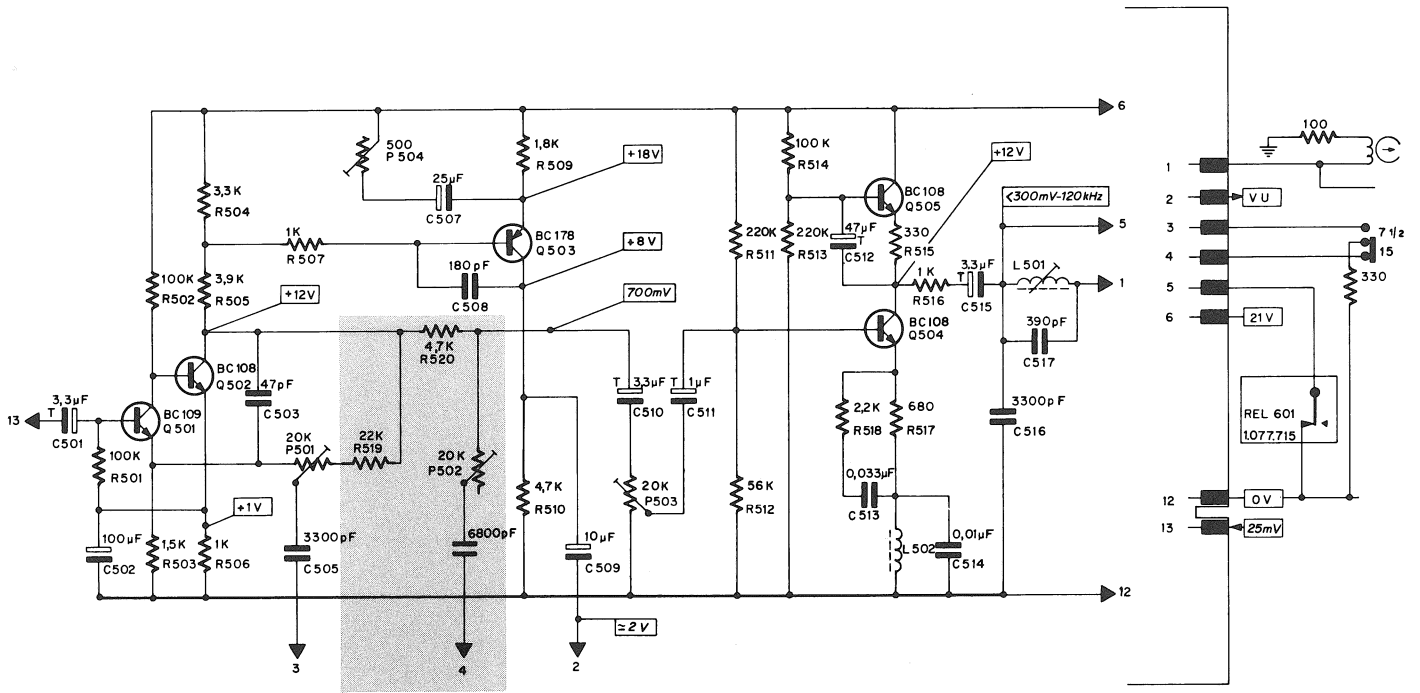 6
500
P 504
1,8K
R509
+18V
25µF
C507
3,3K
R504
1K
R507
BC 178
Q503
180pF
C508
+8V
100K
R502
3,9K
R505
+12V
700mV
4,7K
R520
BC108
Q502
47pF
C503
BC109
Q501
13
T
3,3µF
C501
100K
R501
20K
P501
22K
R519
20K
P502
+1V
100µF
C502
1,5K
R503
1K
R506
3300pF
C505
6800pF
4,7K
R510
10µF
C509
≃2V
3
4
2
T
3,3µF
C510
T
1µF
C511
20K
P503
220K
R511
56K
R512
100K
R514
220K
R513
47µF
T
C512
BC108
Q505
330
R515
+12V
<300mV-120kHz
5
1K
R516
T
3,3µF
C515
L501
1
BC108
Q504
390pF
C517
2,2K
R518
680
R517
3300pF
C516
0,033µF
C513
L502
0,01µF
C514
12
100
1
2
VU
3
7 1/2
4
15
330
5
6
21V
REL 601
1.077.715
12
0V
13
25mV